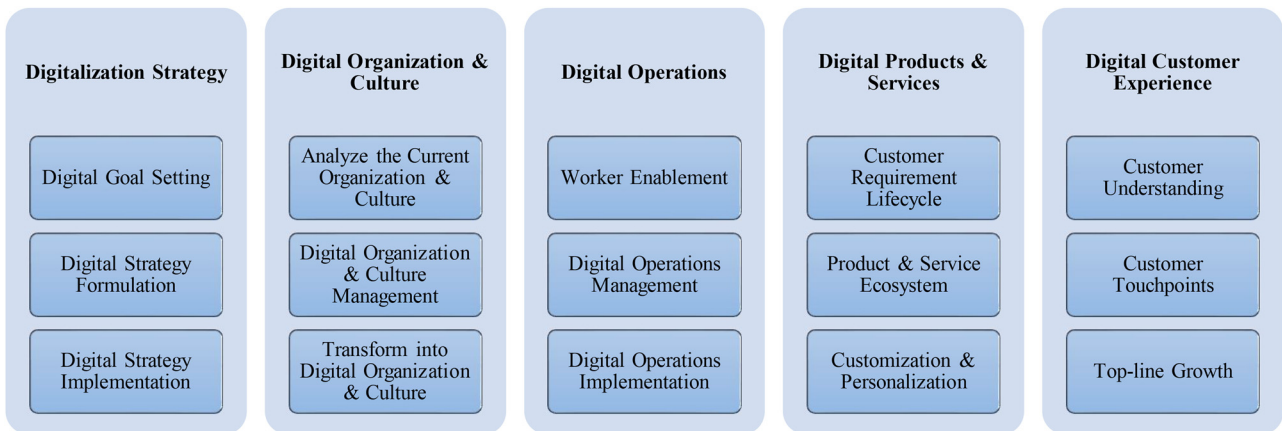 Digitalization Strategy
Digital Goal Setting
Digital Strategy
Formulation
Digital Strategy
Implementation
Digital Organization &
Culture
Analyze the Current
Organization &
Culture
Digital Organization
& Culture
Management
Transform into
Digital Organization
& Culture
Digital Operations
Worker Enablement
Digital Operations
Management
Digital Operations
Implementation
Digital Products &
Services
Customer
Requirement
Lifecycle
Product & Service
Ecosystem
Customization &
Personalization
Digital Customer
Experience
Customer
Understanding
Customer
Touchpoints
Top-line Growth